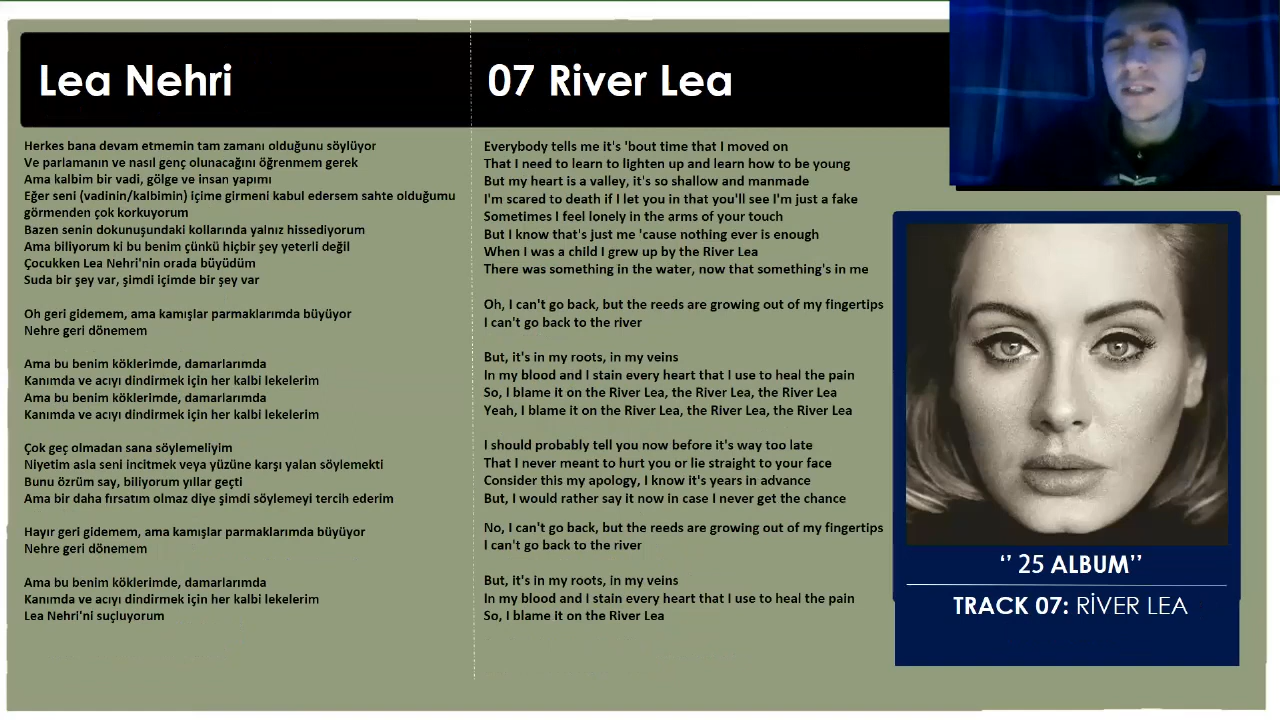 Lea Nehri
Herkes bana devam etmemin tam zamanı olduğunu söylüyor
Ve parlamanın ve nasıl genç olunacağını öğrenmem gerek
Ama kalbim bir vadi, gölge ve insan yapımı
Eğer seni (vadinin/kalbimin) içime girmeni kabul edersem sahte olduğumu
görmenden çok korkuyorum
Bazen senin dokunuşundaki kollarında yalnız hissediyorum
Ama biliyorum ki bu benim çünkü hiçbir şey yeterli değil
Çocukken Lea Nehri'nin orada büyüdüm
Suda bir şey var, şimdi içimde bir şey var
Oh geri gidemem, ama kamışlar parmaklarımda büyüyor
Nehre geri dönemem
Ama bu benim köklerimde, damarlarımda
Kanımda ve acıyı dindirmek için her kalbi lekelerim
Ama bu benim köklerimde, damarlarımda
Kanımda ve acıyı dindirmek için her kalbi lekelerim
Çok geç olmadan sana söylemeliyim
Niyetim asla seni incitmek veya yüzüne karşı yalan söylemekti
Bunu özrüm say, biliyorum yıllar geçti
Ama bir daha fırsatım olmaz diye şimdi söylemeyi tercih ederim
Hayır geri gidemem, ama kamışlar parmaklarımda büyüyor
Nehre geri dönemem
Ama bu benim köklerimde, damarlarımda
Kanımda ve acıyı dindirmek için her kalbi lekelerim
Lea Nehri'ni suçluyorum
07 River Lea
Everybody tells me it's 'bout time that I moved on
That I need to learn to lighten up and learn how to be young
But my heart is a valley, it's so shallow and manmade
I'm scared to death if I let you in that you'll see I'm just a fake
Sometimes I feel lonely in the arms of your touch
But I know that's just me 'cause nothing ever is enough
When I was a child I grew up by the River Lea
There was something in the water, now that something's in me
Oh, I can't go back, but the reeds are growing out of my fingertips
I can't go back to the river
But, it's in my roots, in my veins
In my blood and I stain every heart that I use to heal the pain
So, I blame it on the River Lea, the River Lea, the River Lea
Yeah, I blame it on the River Lea, the River Lea, the River Lea
I should probably tell you now before it's way too late
That I never meant to hurt you or lie straight to your face
Consider this my apology, I know it's years in advance
But, I would rather say it now in case I never get the chance
No, I can't go back, but the reeds are growing out of my fingertips
I can't go back to the river
But, it's in my roots, in my veins
In my blood and I stain every heart that I use to heal the pain
So, I blame it on the River Lea
‘’ 25 ALBUM’’
TRACK 07: RİVER LEA